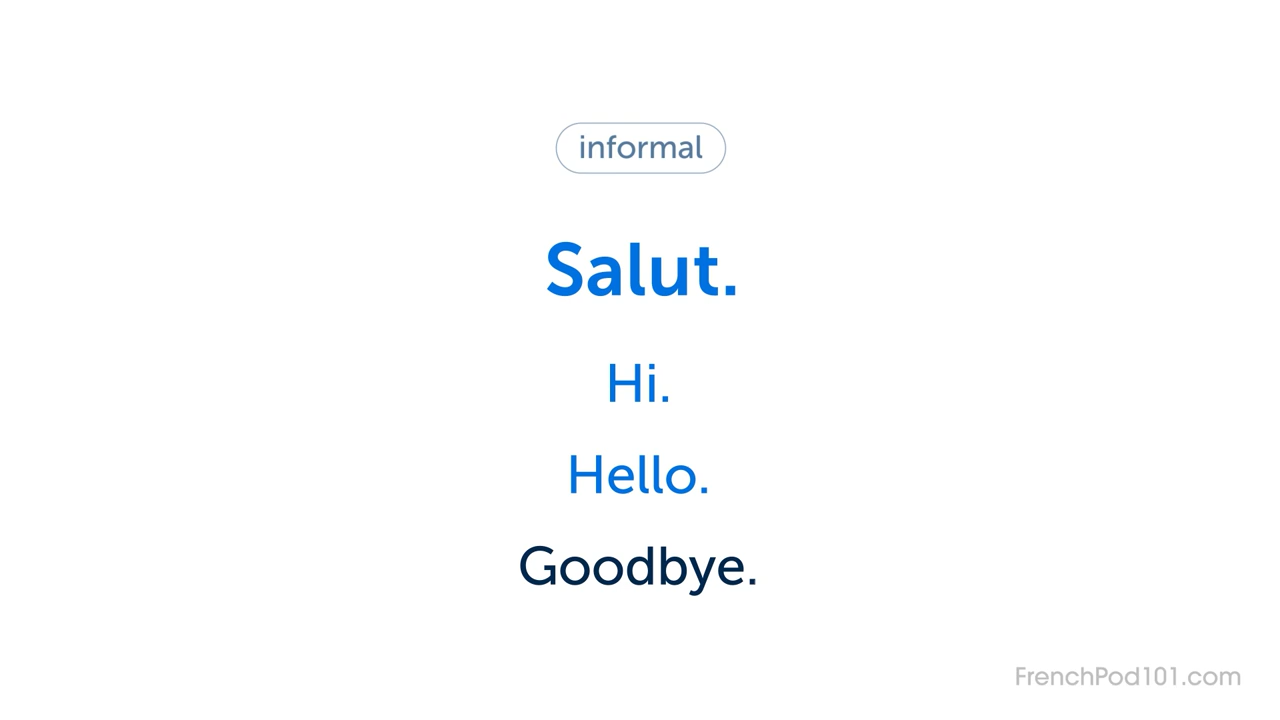 informal
Salut.
Hi.
Hello.
Goodbye.
FrenchPod101.com